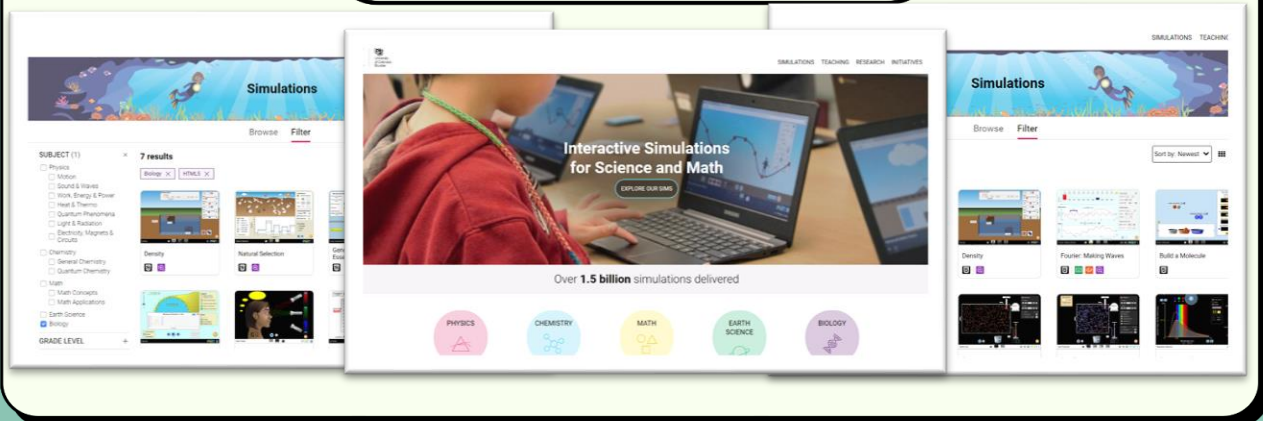 Simulations
Browse Filter
SUBJECT (1)
Physics
Motion
Sound & Waves
Work, Energy & Power
Heat & Thermo
Quantum Phenomena
Light & Radiation
Electricity, Magnets &
Circuits
Chemistry
General Chemistry
Quantum Chemistry
Math
Math Concepts
Math Applications
Earth Science
Biology
GRADE LEVEL +
7 results
Biology X HTML5 X
Density
Natural Selection
SIMULATIONS TEACHING RESEARCH INITIATIVES
Interactive Simulations
for Science and Math
EXPLORE OUR SIMS
Over 1.5 billion simulations delivered
PHYSICS
CHEMISTRY
MATH
EARTH
SCIENCE
BIOLOGY
SIMULATIONS TEACHING
Simulations
Browse Filter
Sort by: Newest
Density
Fourier: Making Waves
Build a Molecule